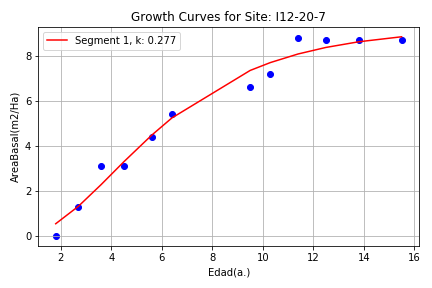 Growth Curves for Site: I12-20-7
Segment 1, k: 0.277
AreaBasal(m2/Ha)
8
6
4
2
0
2 4 6 8 10 12 14 16
Edad(a.)